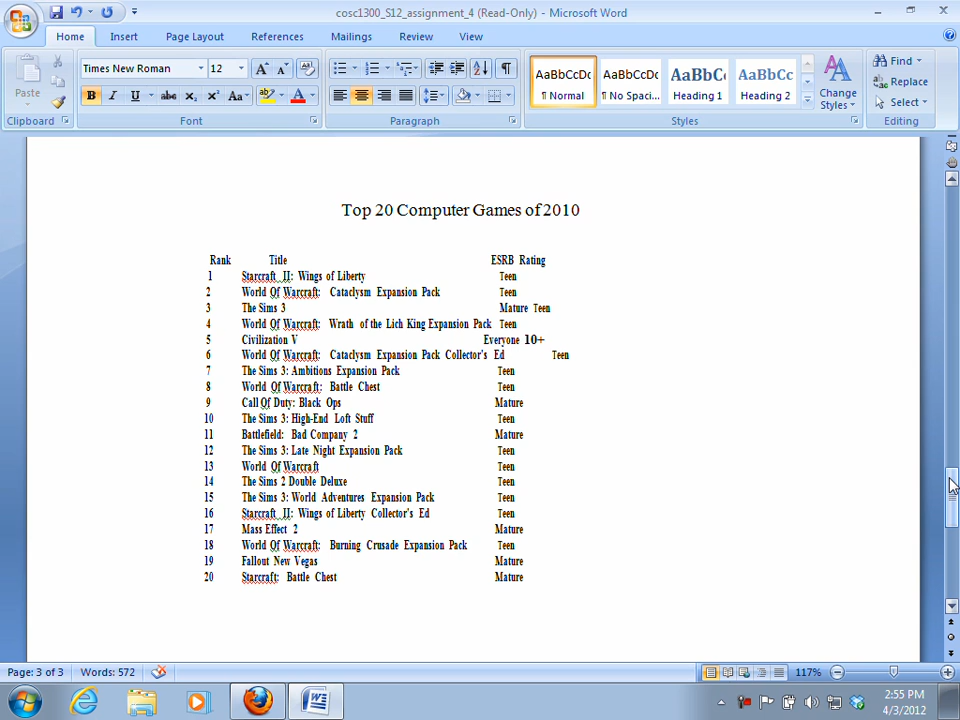 cosc1300_S12_assignment_4 (Read-Only) - Microsoft Word
Home Insert Page Layout References Mailings Review View
Paste
Times New Roman 12
B I U abc X₂ X² Aa A
AaBbCcDc AaBbCcDc AaBbCc AaBbCc
¶ Normal ¶ No Spaci... Heading 1 Heading 2
Change Styles
Find
Replace
Select
Clipboard Font Paragraph Styles Editing
Top 20 Computer Games of 2010
Rank Title ESRB Rating
1 Starcraft II: Wings of Liberty Teen
2 World Of Warcraft: Cataclysm Expansion Pack Teen
3 The Sims 3 Mature Teen
4 World Of Warcraft: Wrath of the Lich King Expansion Pack Teen
5 Civilization V Everyone 10+
6 World Of Warcraft: Cataclysm Expansion Pack Collector's Ed Teen
7 The Sims 3: Ambitions Expansion Pack Teen
8 World Of Warcraft: Battle Chest Teen
9 Call Of Duty: Black Ops Mature
10 The Sims 3: High-End Loft Stuff Teen
11 Battlefield: Bad Company 2 Mature
12 The Sims 3: Late Night Expansion Pack Teen
13 World Of Warcraft Teen
14 The Sims 2 Double Deluxe Teen
15 The Sims 3: World Adventures Expansion Pack Teen
16 Starcraft II: Wings of Liberty Collector's Ed Teen
17 Mass Effect 2 Mature
18 World Of Warcraft: Burning Crusade Expansion Pack Teen
19 Fallout New Vegas Mature
20 Starcraft: Battle Chest Mature
Page: 3 of 3 Words: 572 117%
2:55 PM
4/3/2012